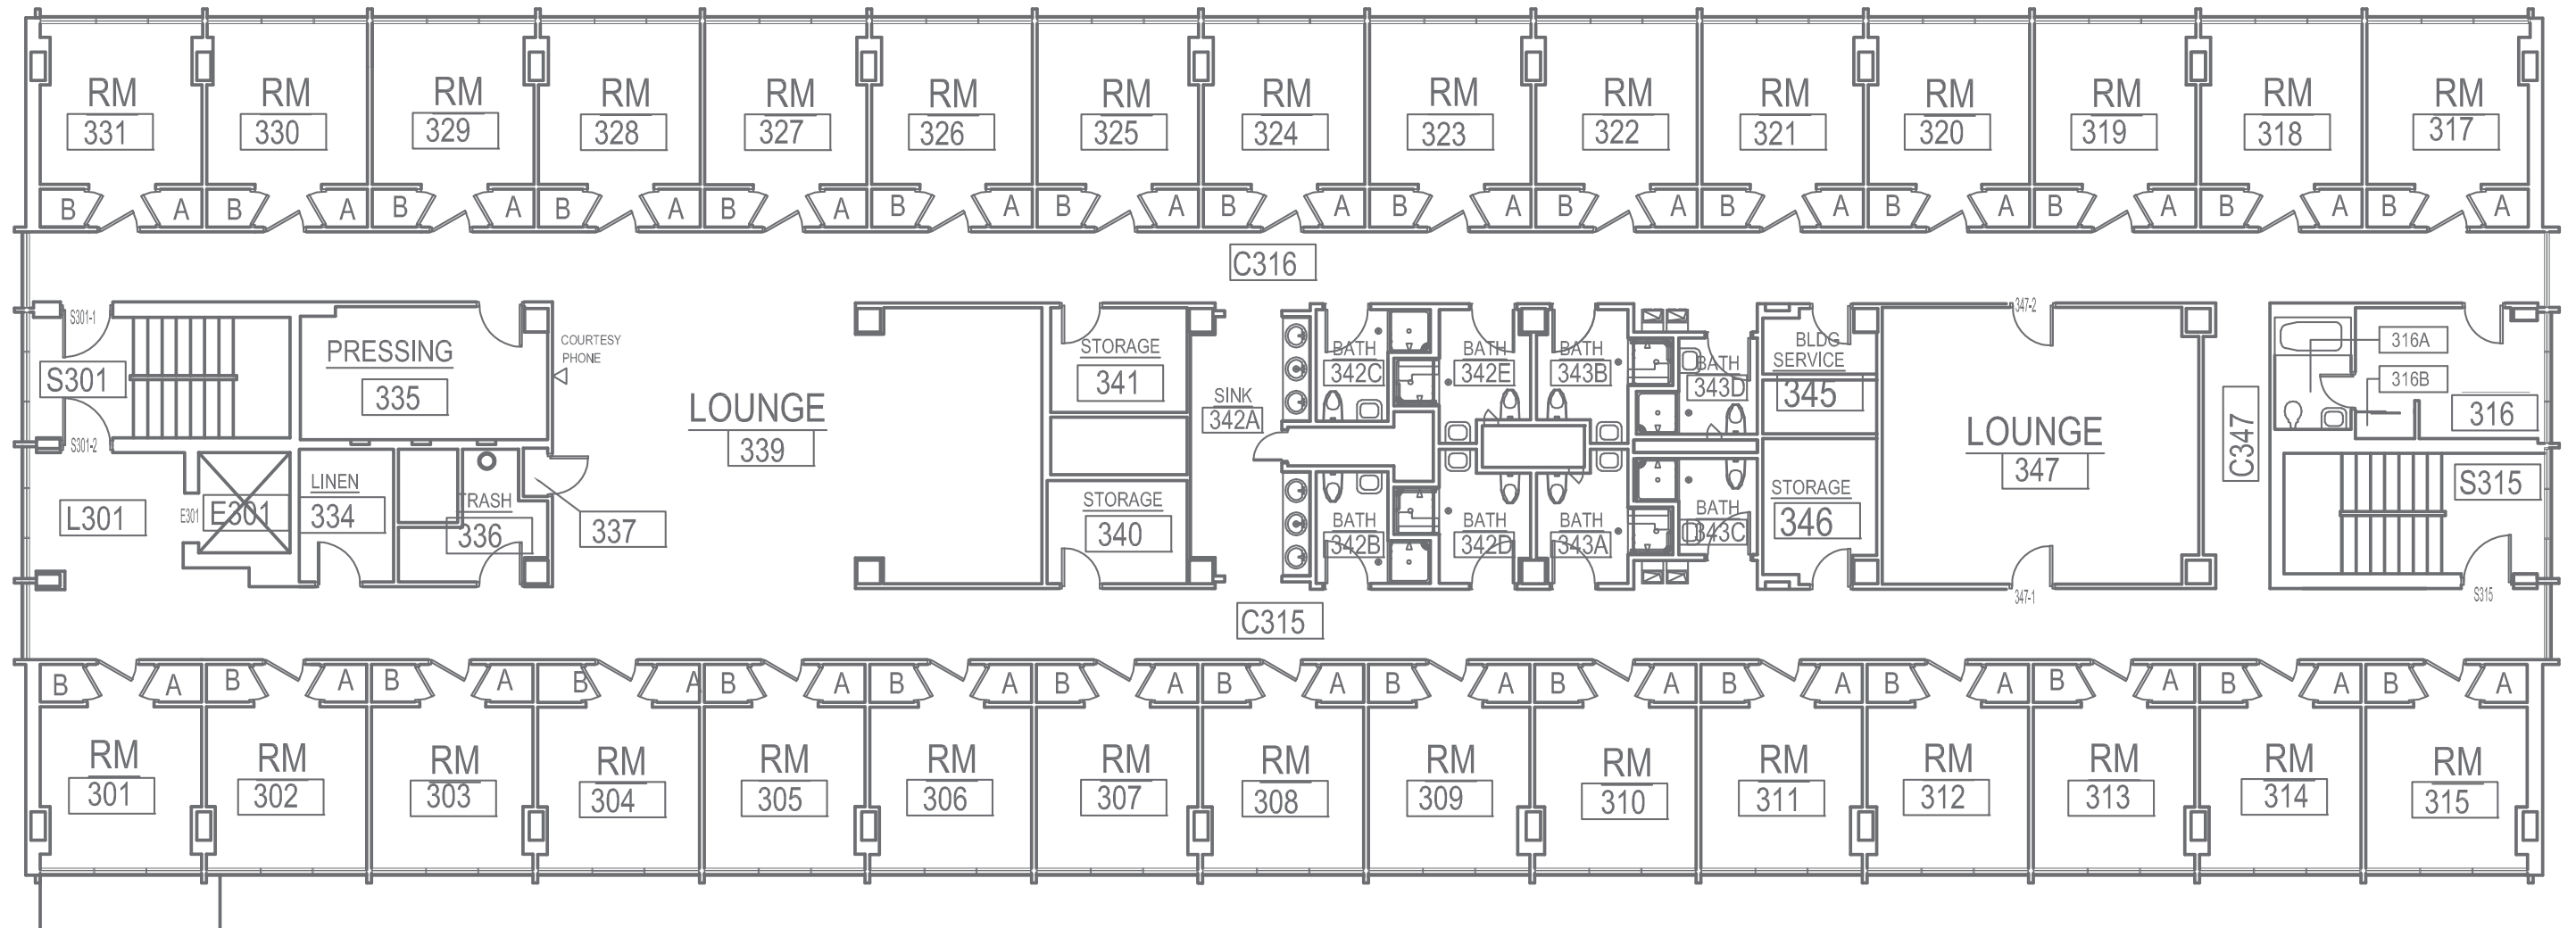 RM RM RM RM RM RM RM RM RM RM RM RM RM RM RM
331 330 329 328 327 326 325 324 323 322 321 320 319 318 317
B A B A B A B A B A B A B A B A B A B A B A B A B A B A B A
C316
S301-1
S301
S301-2
PRESSING
335
COURTESY
PHONE
LOUNGE
339
STORAGE
341
SINK
342A
BATH
342C
BATH
342E
BATH
343B
BATH
343D
BLDG
SERVICE
345
347-2
LOUNGE
347
C347
316A
316B
316
L301
E301
E301
LINEN
334
TRASH
336
337
STORAGE
340
BATH
342B
BATH
342D
BATH
343A
BATH
343C
STORAGE
346
347-1
S315
S315
C315
B A B A B A B A B A B A B A B A B A B A B A B A B A B A B A
RM RM RM RM RM RM RM RM RM RM RM RM RM RM RM
301 302 303 304 305 306 307 308 309 310 311 312 313 314 315